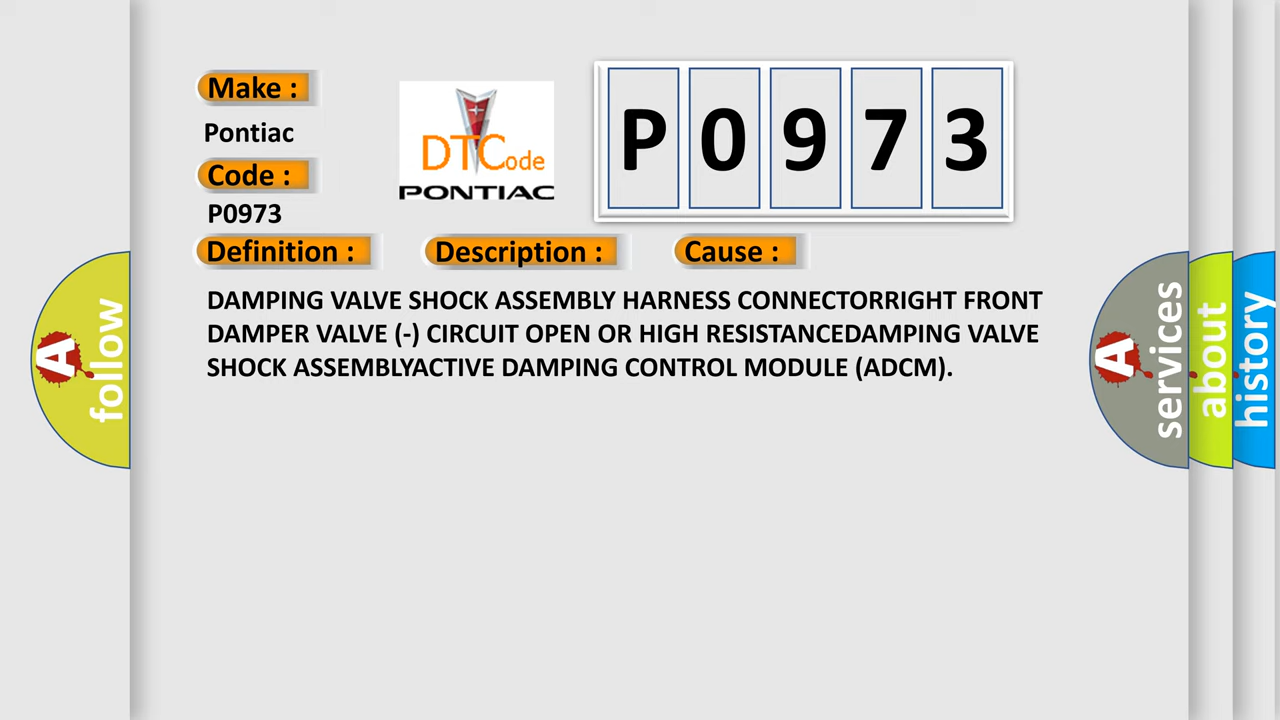 Make :
Pontiac
Code :
P0973
DTCode
PONTIAC
P 0 9 7 3
Definition :
Description :
Cause :
DAMPING VALVE SHOCK ASSEMBLY HARNESS CONNECTORRIGHT FRONT
DAMPER VALVE (-) CIRCUIT OPEN OR HIGH RESISTANCEDAMPING VALVE
SHOCK ASSEMBLYACTIVE DAMPING CONTROL MODULE (ADCM).
A follow
A services
about
history